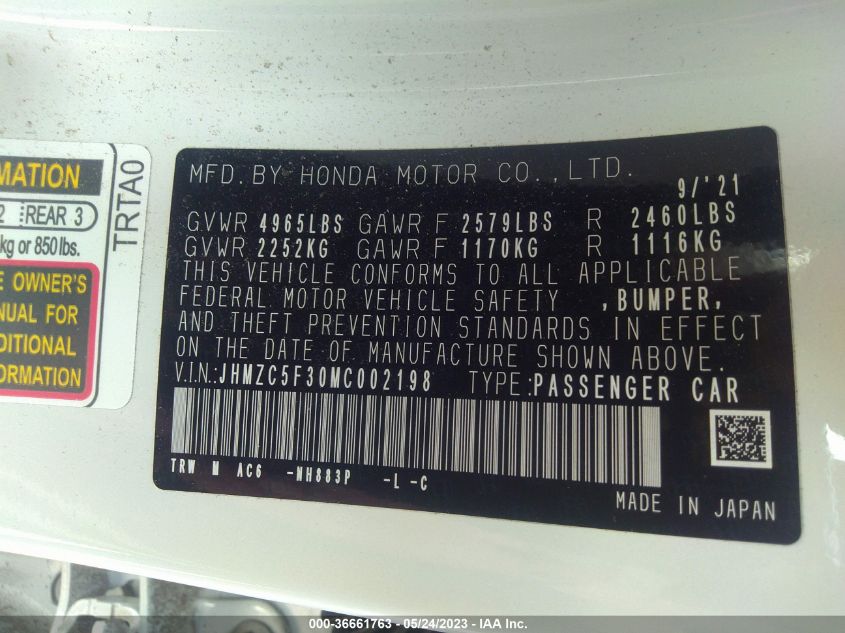 MATION
2 REAR 3
kg or 850 lbs.
E OWNER'S
NUAL FOR
DITIONAL
ORMATION
TRTA0
MFD. BY HONDA MOTOR CO., LTD.
9/'21
GVWR 4965LBS GAWR F 2579LBS R 2460LBS
GVWR 2252KG GAWR F 1170KG R 1116KG
THIS VEHICLE CONFORMS TO ALL APPLICABLE
FEDERAL MOTOR VEHICLE SAFETY ,BUMPER,
AND THEFT PREVENTION STANDARDS IN EFFECT
ON THE DATE OF MANUFACTURE SHOWN ABOVE.
V.I.N:JHMZC5F30MC002198 TYPE:PASSENGER CAR
TRW M AC6 -NH883P -L -C
MADE IN JAPAN
000-36661763 - 05/24/2023 - IAA Inc.